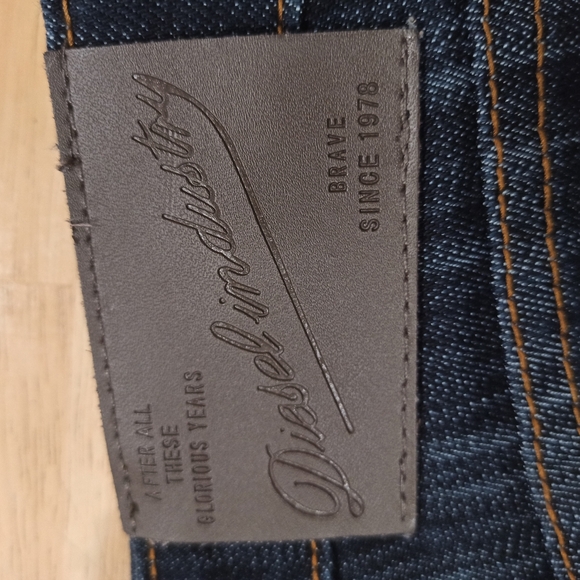 AFTER ALL
THESE
GLORIOUS YEARS
Diesel industry
BRAVE
SINCE 1978